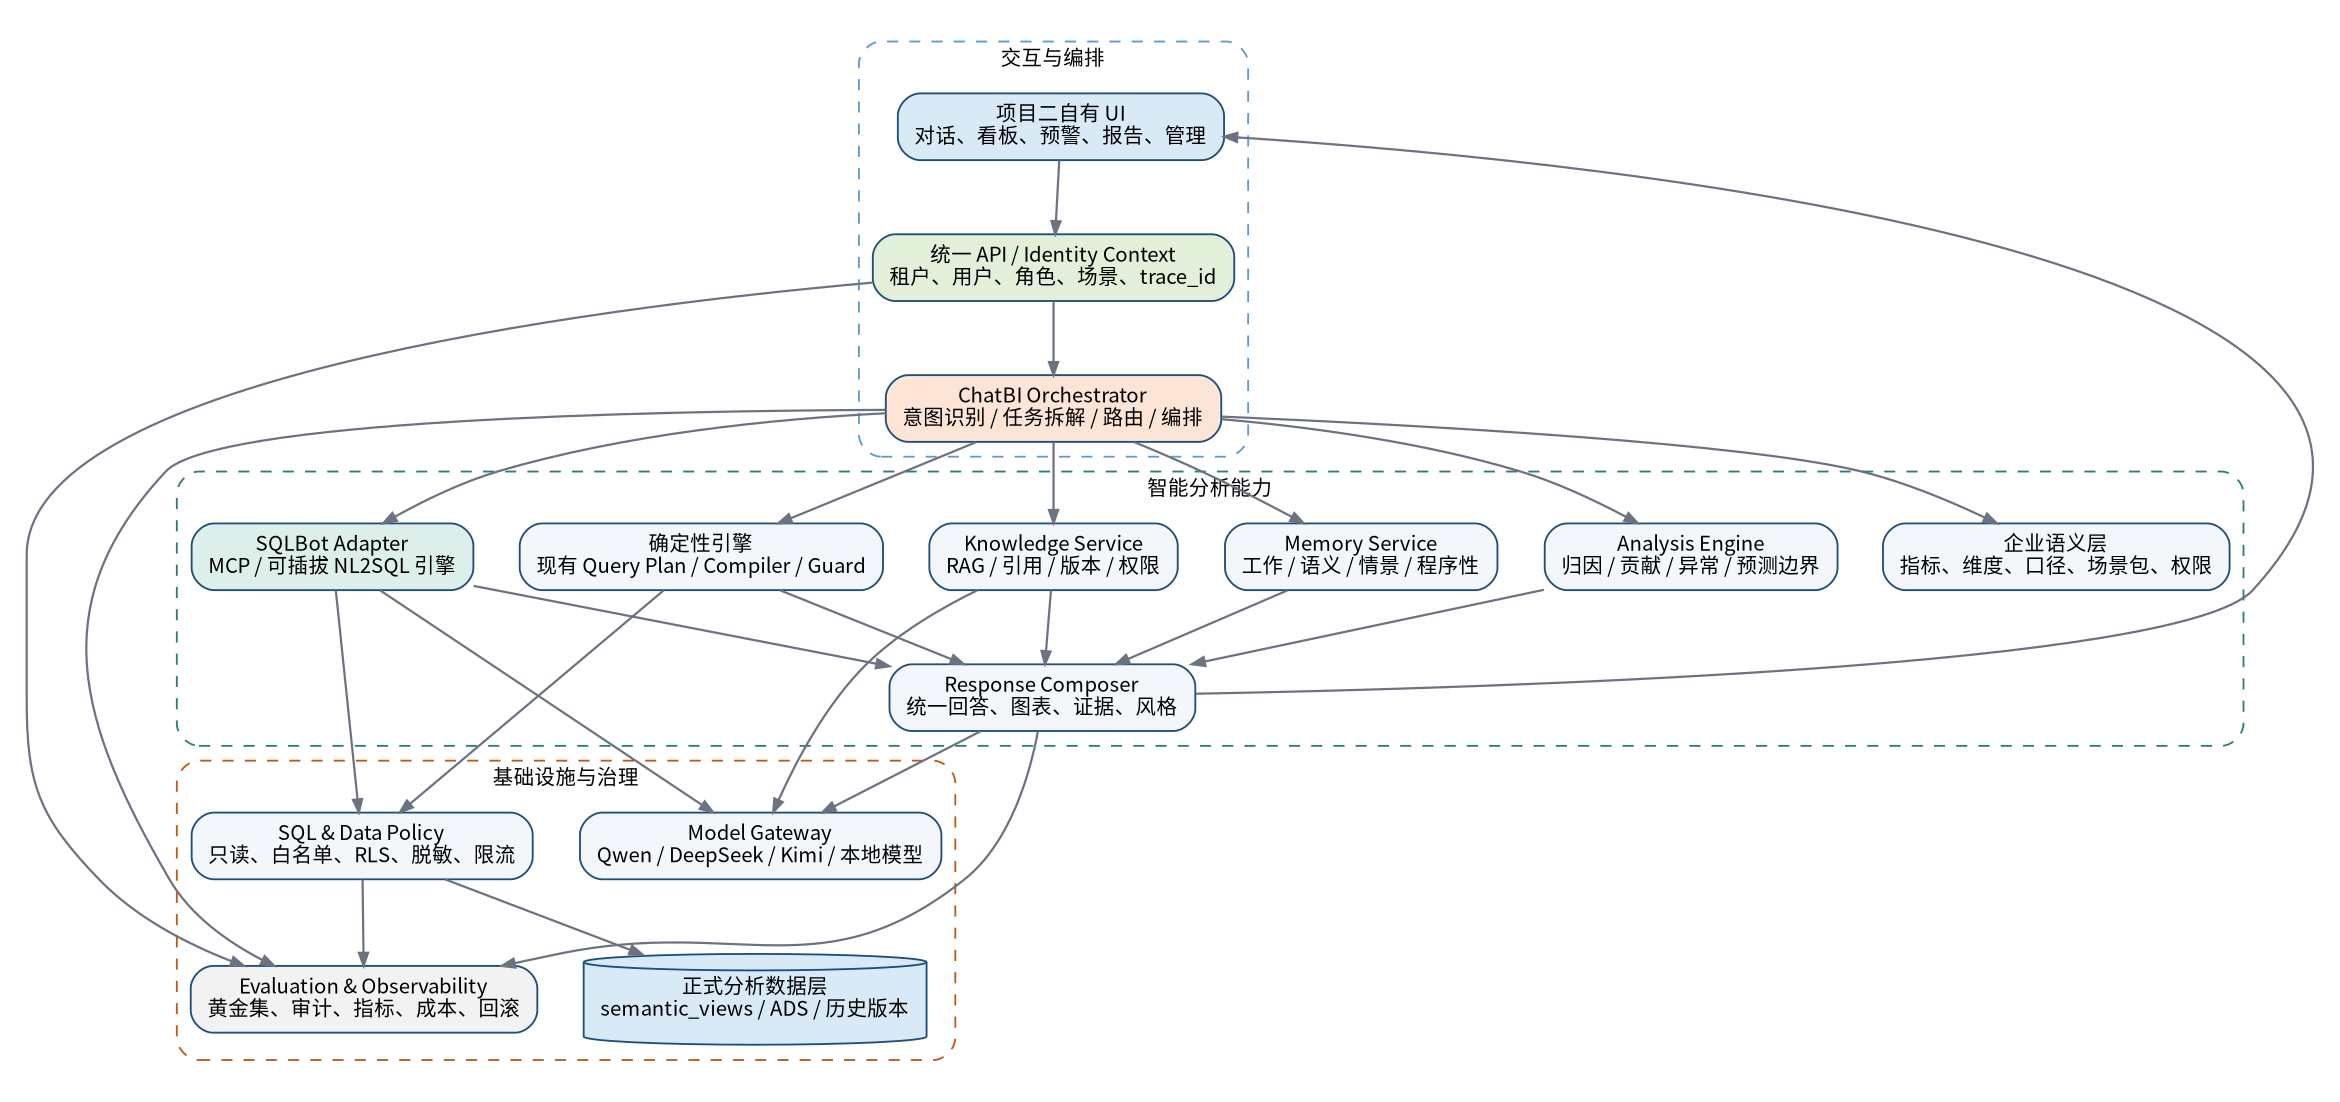 交互与编排
项目二自有 UI
对话、看板、预警、报告、管理
统一 API / Identity Context
租户、用户、角色、场景、trace_id
ChatBI Orchestrator
意图识别 / 任务拆解 / 路由 / 编排
智能分析能力
SQLBot Adapter
MCP / 可插拔 NL2SQL 引擎
确定性引擎
现有 Query Plan / Compiler / Guard
Knowledge Service
RAG / 引用 / 版本 / 权限
Memory Service
工作 / 语义 / 情景 / 程序性
Analysis Engine
归因 / 贡献 / 异常 / 预测边界
企业语义层
指标、维度、口径、场景包、权限
Response Composer
统一回答、图表、证据、风格
基础设施与治理
SQL & Data Policy
只读、白名单、RLS、脱敏、限流
Model Gateway
Qwen / DeepSeek / Kimi / 本地模型
Evaluation & Observability
黄金集、审计、指标、成本、回滚
正式分析数据层
semantic_views / ADS / 历史版本